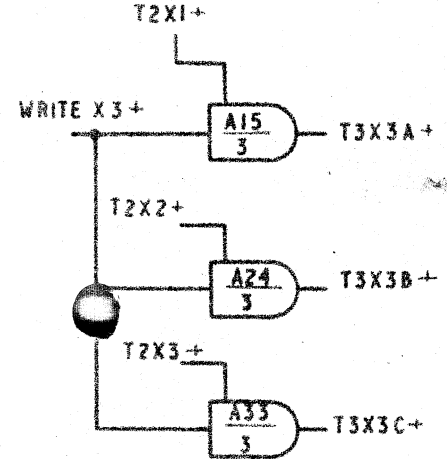 T2X1+
WRITE X3+
A15
3
T3X3A+
T2X2+
A24
3
T3X3B+
T2X3+
A33
3
T3X3C+